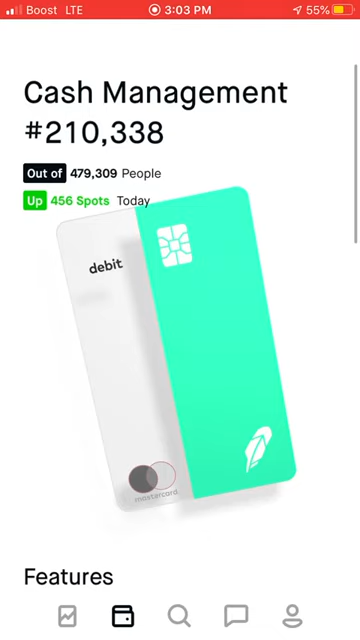 Boost LTE 3:03 PM 55%
Cash Management
#210,338
Out of 479,309 People
Up 456 Spots Today
debit
mastercard
Features